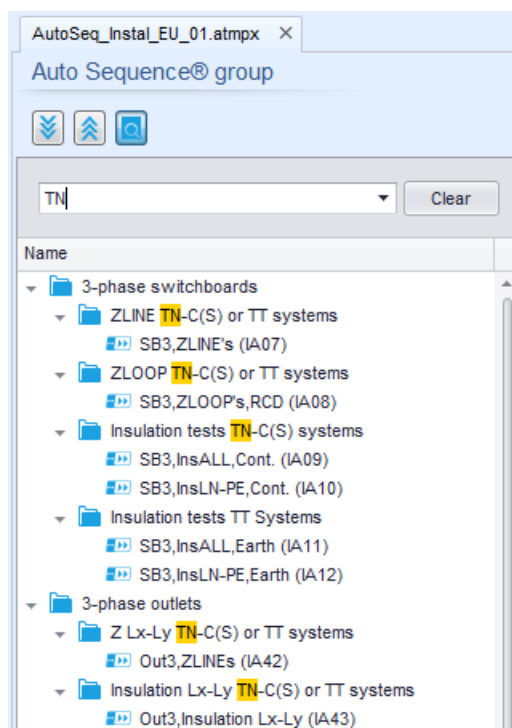 AutoSeq_Instal_EU_01.atmpx
Auto Sequence® group
TN
Clear
Name
3-phase switchboards
ZLINE TN-C(S) or TT systems
SB3,ZLINE's (IA07)
ZLOOP TN-C(S) or TT systems
SB3,ZLOOP's,RCD (IA08)
Insulation tests TN-C(S) systems
SB3,InsALL,Cont. (IA09)
SB3,InsLN-PE,Cont. (IA10)
Insulation tests TT Systems
SB3,InsALL,Earth (IA11)
SB3,InsLN-PE,Earth (IA12)
3-phase outlets
Z Lx-Ly TN-C(S) or TT systems
Out3,ZLINEs (IA42)
Insulation Lx-Ly TN-C(S) or TT systems
Out3,Insulation Lx-Ly (IA43)